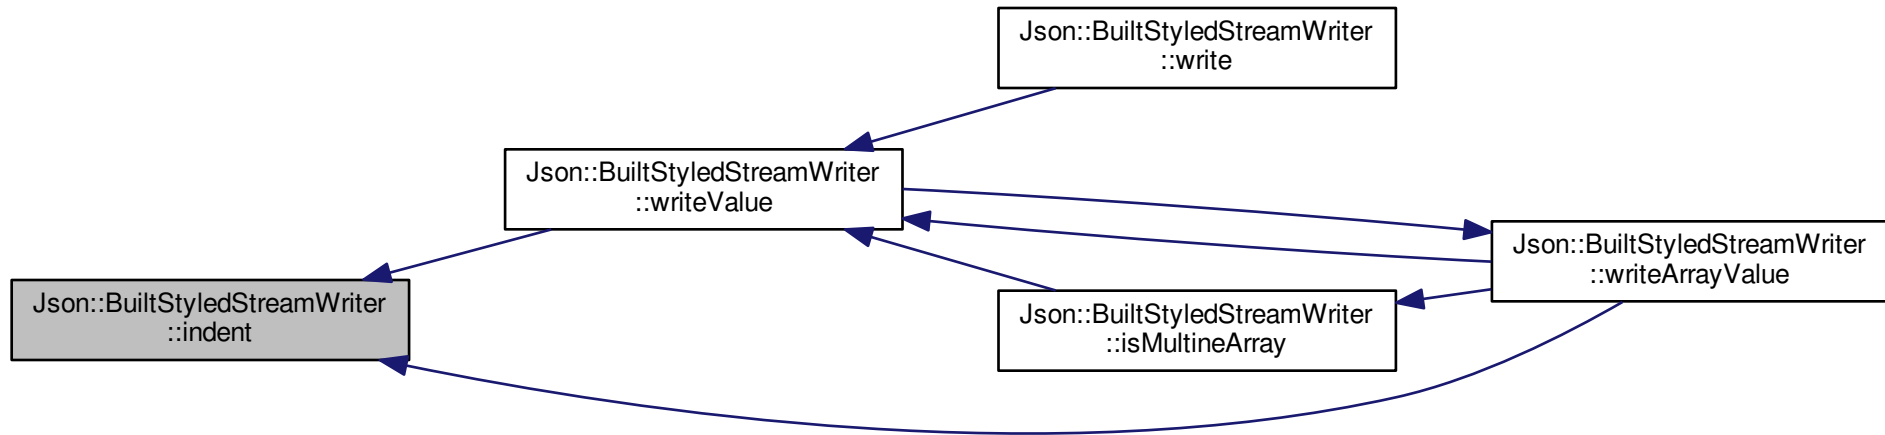 Json::BuiltStyledStreamWriter
::write
Json::BuiltStyledStreamWriter
::writeValue
Json::BuiltStyledStreamWriter
::writeArrayValue
Json::BuiltStyledStreamWriter
::indent
Json::BuiltStyledStreamWriter
::isMultineArray